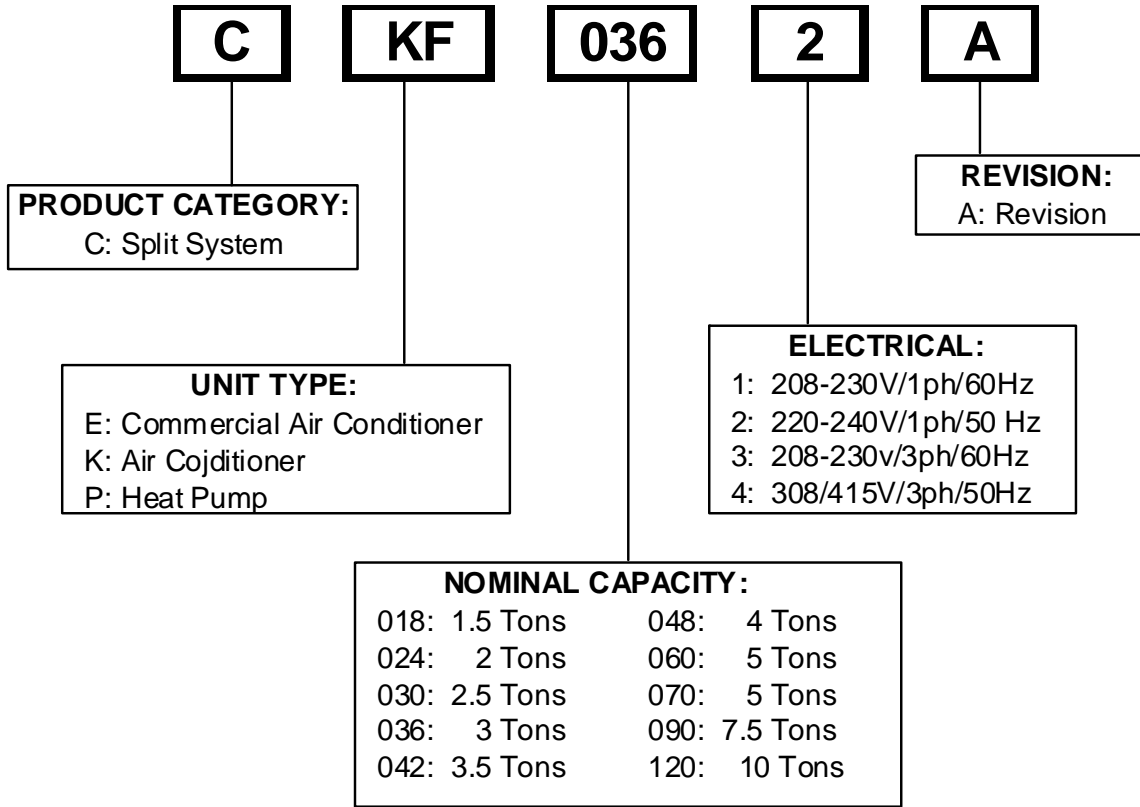 C KF 036 2 A
PRODUCT CATEGORY:
C: Split System
REVISION:
A: Revision
UNIT TYPE:
E: Commercial Air Conditioner
K: Air Cojditioner
P: Heat Pump
ELECTRICAL:
1: 208-230V/1ph/60Hz
2: 220-240V/1ph/50 Hz
3: 208-230v/3ph/60Hz
4: 308/415V/3ph/50Hz
NOMINAL CAPACITY:
018: 1.5 Tons 048: 4 Tons
024: 2 Tons 060: 5 Tons
030: 2.5 Tons 070: 5 Tons
036: 3 Tons 090: 7.5 Tons
042: 3.5 Tons 120: 10 Tons